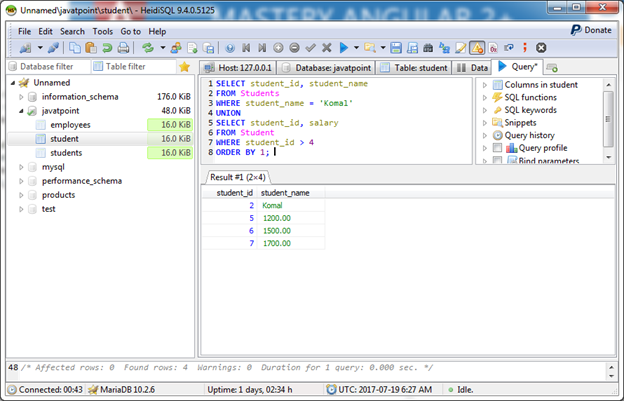 MASTERY ANGULAR 2+
Unnamed\javatpoint\student\ - HeidiSQL 9.4.0.5125
File Edit Search Tools Go to Help
Donate
Database filter Table filter
Host: 127.0.0.1 Database: javatpoint Table: student Data Query*
Unnamed
information_schema 176.0 KiB
javatpoint 48.0 KiB
employees 16.0 KiB
student 16.0 KiB
students 16.0 KiB
mysql
performance_schema
products
test
1 SELECT student_id, student_name
2 FROM Students
3 WHERE student_name = 'Komal'
4 UNION
5 SELECT student_id, salary
6 FROM Student
7 WHERE student_id > 4
8 ORDER BY 1;
Columns in student
SQL functions
SQL keywords
Snippets
Query history
Query profile
Bind parameters
Result #1 (2×4)
student_id student_name
2 Komal
5 1200.00
6 1500.00
7 1700.00
48 /* Affected rows: 0 Found rows: 4 Warnings: 0 Duration for 1 query: 0.000 sec. */
Connected: 00:43 MariaDB 10.2.6 Uptime: 1 days, 02:34 h UTC: 2017-07-19 6:27 AM Idle.